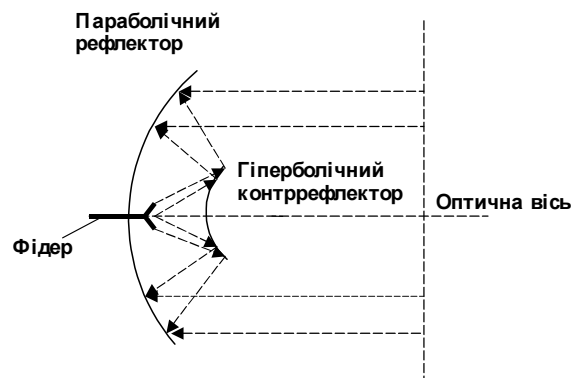 Параболічний
рефлектор
Гіперболічний
контррефлектор
Оптична вісь
Фідер